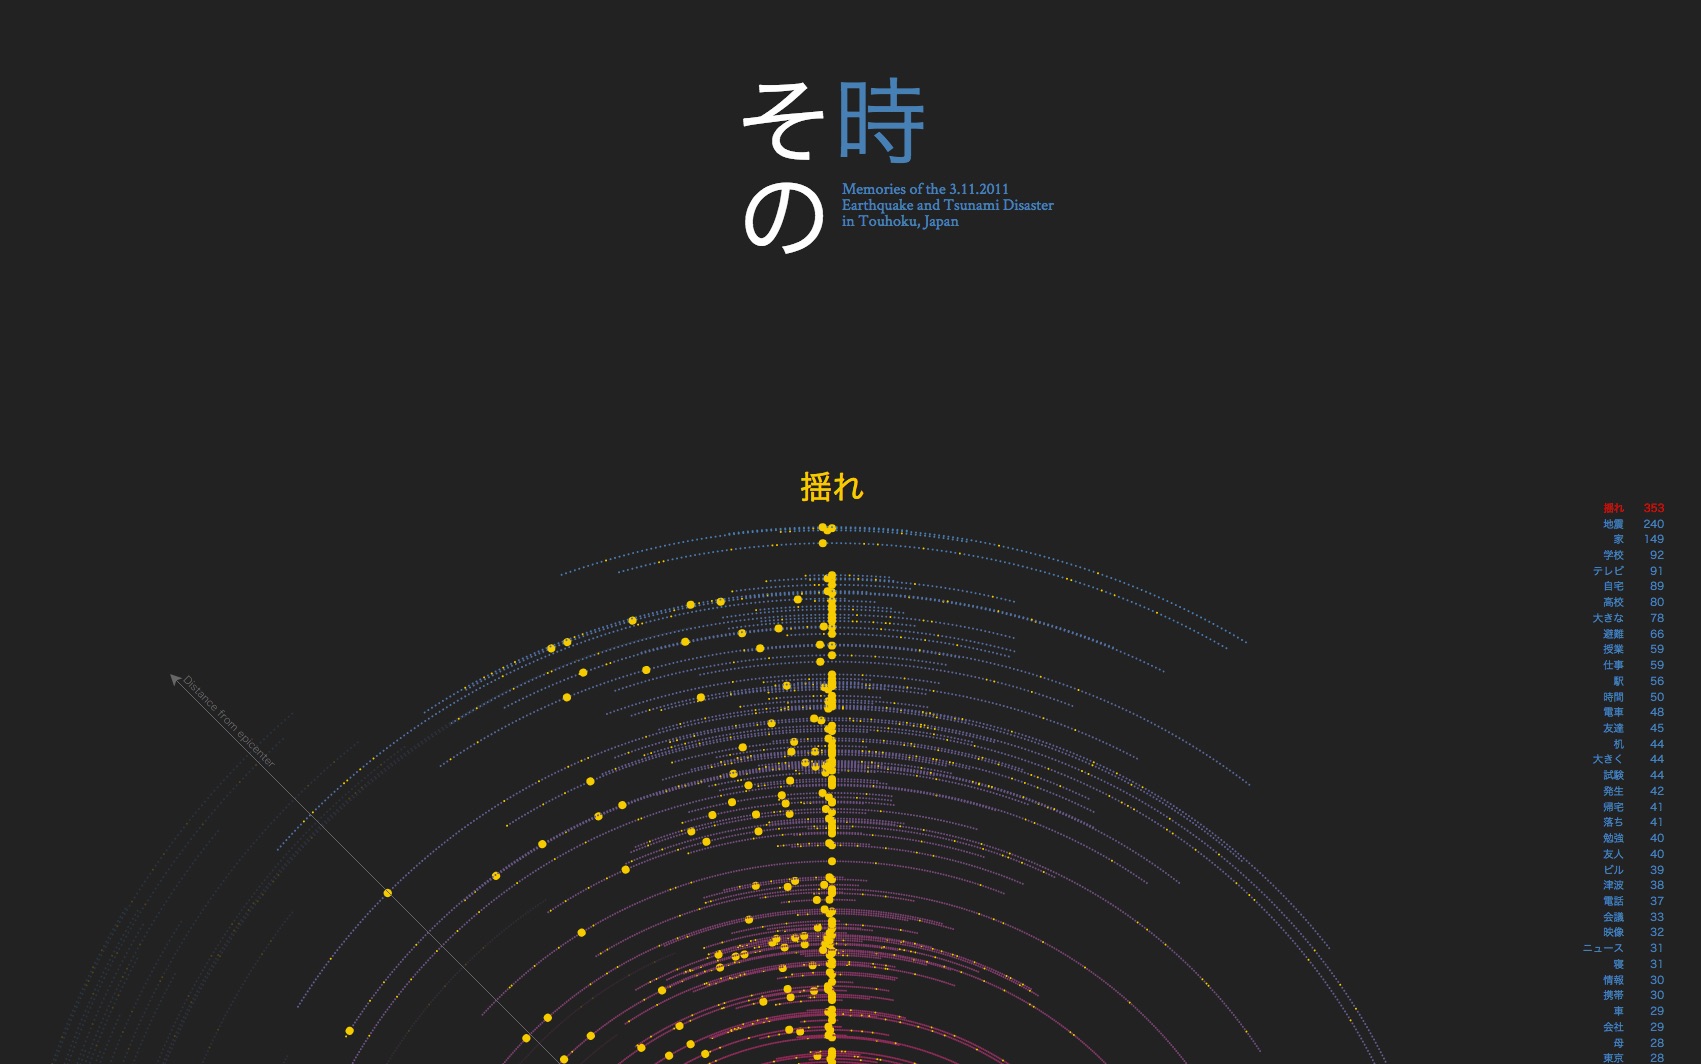 その時
Memories of the 3.11.2011
Earthquake and Tsunami Disaster
in Touhoku, Japan
揺れ
Distance from epicenter
揺れ 353
地震 240
家 149
学校 92
テレビ 91
自宅 89
高校 80
大きな 78
避難 66
授業 59
仕事 59
駅 56
時間 50
電車 48
友達 45
机 44
大きく 44
試験 44
発生 42
帰宅 41
落ち 41
勉強 40
友人 40
ビル 39
津波 38
電話 37
会議 33
映像 32
ニュース 31
寝 31
情報 30
携帯 30
車 29
会社 29
母 28
東京 28